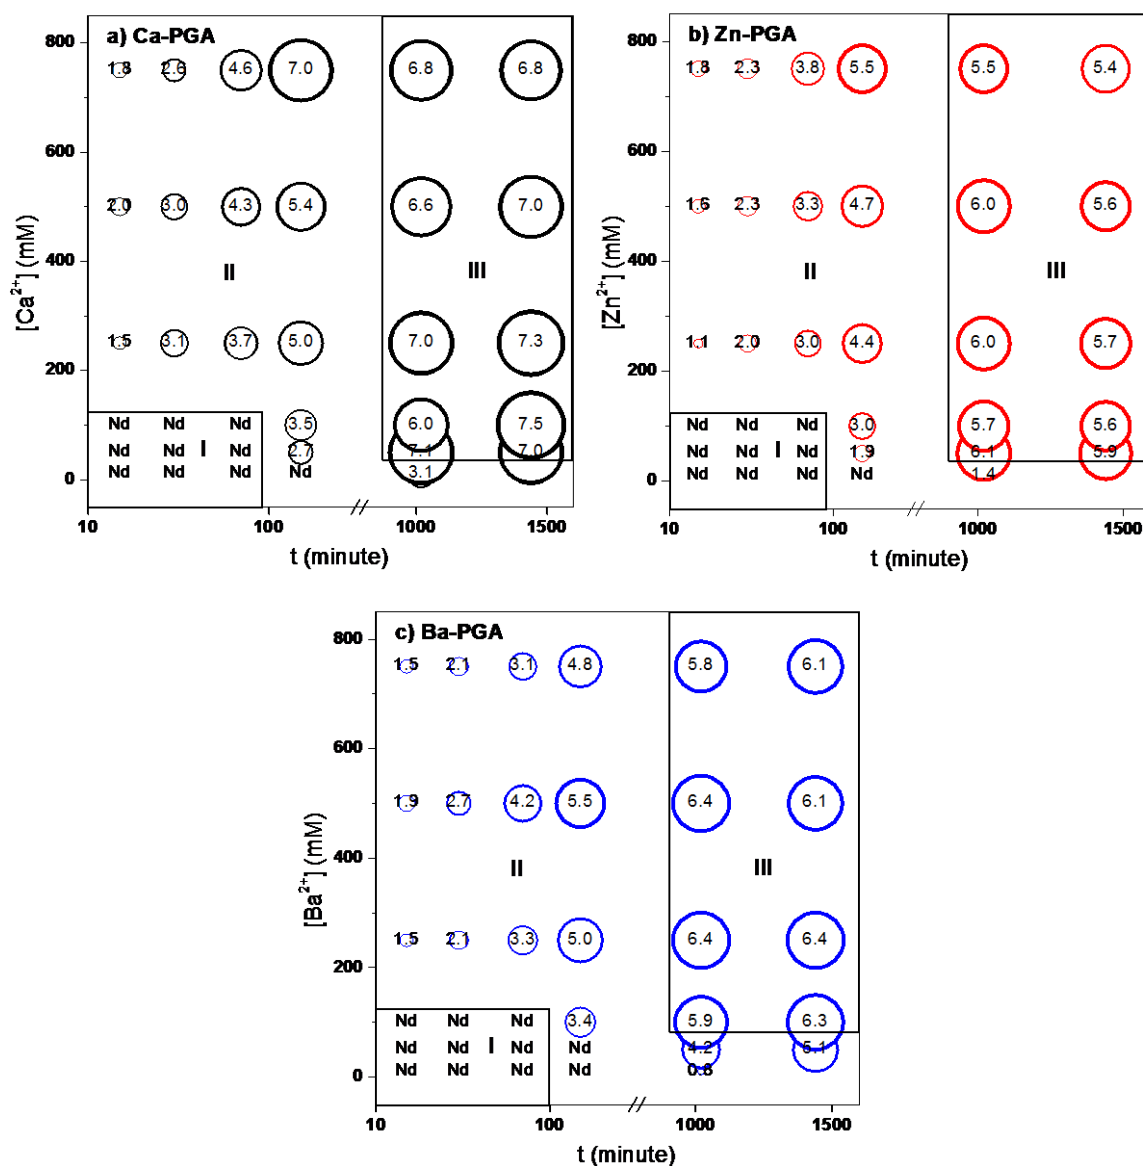 a) Ca-PGA
800
600
400
200
0
[Ca2+] (mM)
1.8 2.6 4.6 7.0 6.8 6.8
2.0 3.0 4.3 5.4 6.6 7.0
II III
1.5 3.1 3.7 5.0 7.0 7.3
Nd Nd Nd 3.5 6.0 7.5
Nd Nd I Nd 2.7 7.1 7.0
Nd Nd Nd Nd 3.1
10 100 // 1000 1500
t (minute)
b) Zn-PGA
800
600
400
200
0
[Zn2+] (mM)
1.8 2.3 3.8 5.5 5.5 5.4
1.6 2.3 3.3 4.7 6.0 5.6
II III
1.1 2.0 3.0 4.4 6.0 5.7
Nd Nd Nd 3.0 5.7 5.6
Nd Nd I Nd 1.9 6.1 5.9
Nd Nd Nd Nd 1.4
10 100 // 1000 1500
t (minute)
c) Ba-PGA
800
600
400
200
0
[Ba2+] (mM)
1.5 2.1 3.1 4.8 5.8 6.1
1.9 2.7 4.2 5.5 6.4 6.1
II III
1.5 2.1 3.3 5.0 6.4 6.4
Nd Nd Nd 3.4 5.9 6.3
Nd Nd I Nd Nd 4.2 5.1
Nd Nd Nd Nd
10 100 // 1000 1500
t (minute)